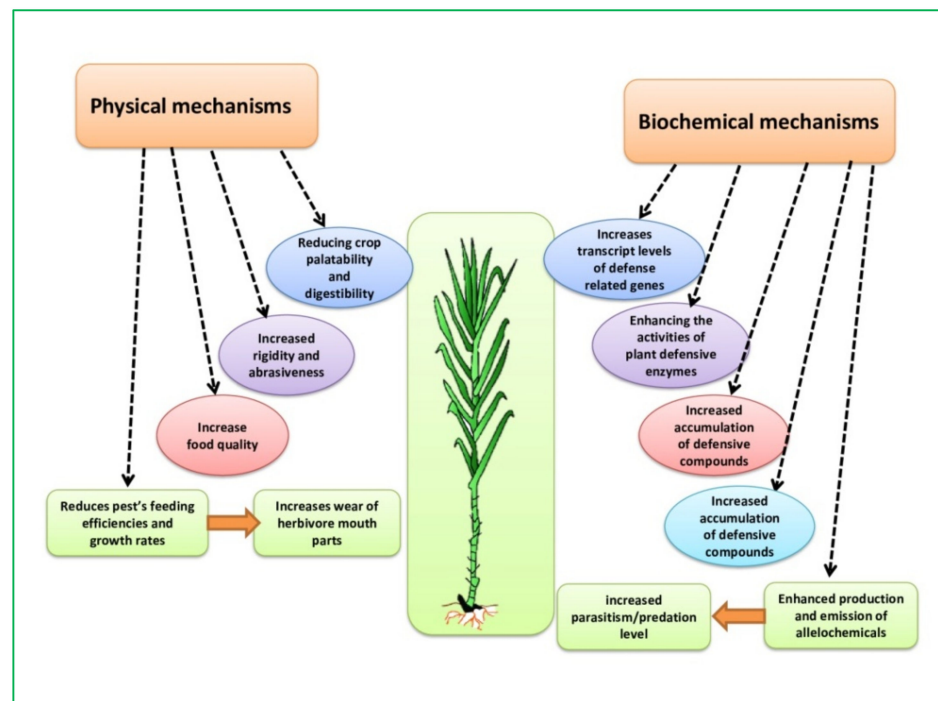 Physical mechanisms
Biochemical mechanisms
Reducing crop
palatability
and
digestibility
Increased
rigidity and
abrasiveness
Increase
food quality
Reduces pest's feeding
efficiencies and
growth rates
Increases wear of
herbivore mouth
parts
Increases
transcript levels
of defense
related genes
Enhancing the
activities of
plant defensive
enzymes
Increased
accumulation
of defensive
compounds
Increased
accumulation
of defensive
compounds
Enhanced production
and emission of
allelochemicals
increased
parasitism/predation
level